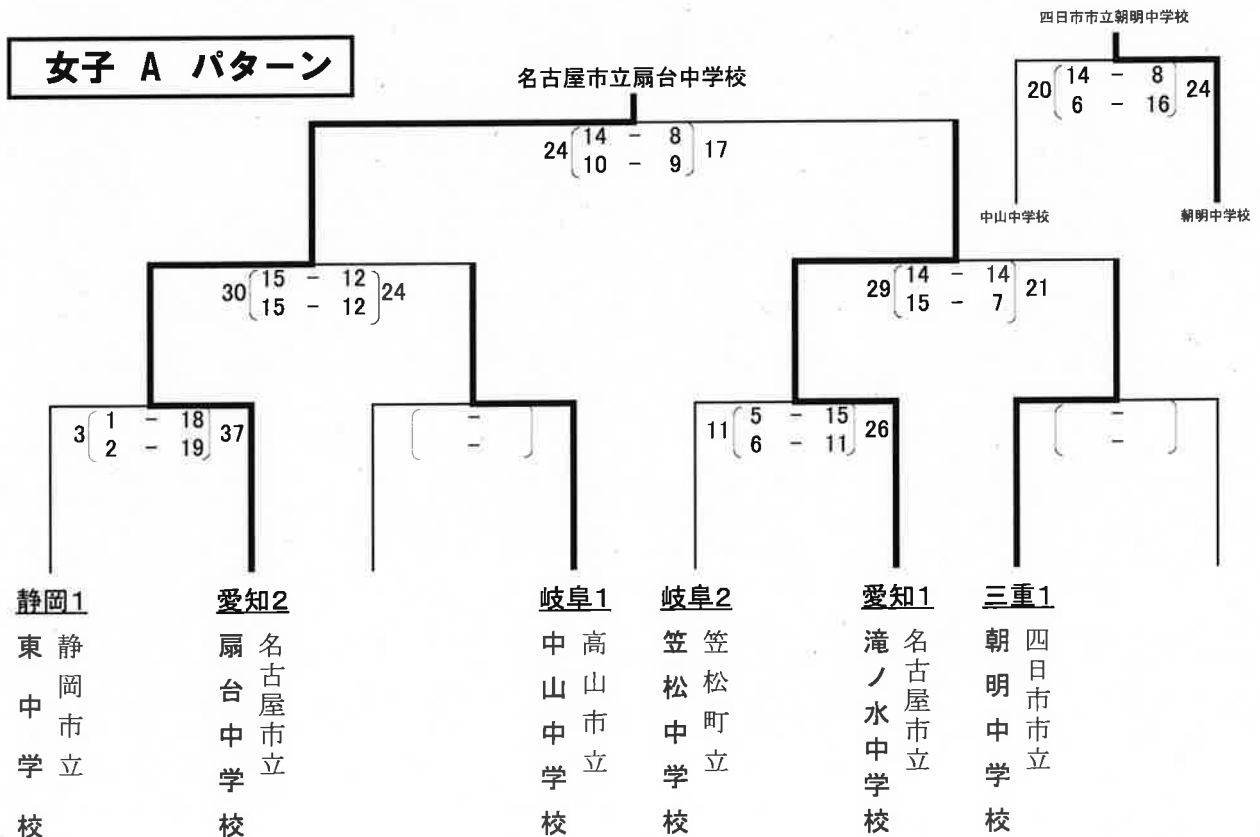 四日市市立朝明中学校
女子 A パターン
名古屋市立扇台中学校
20 14 - 8 24
6 - 16
24 14 - 8 17
10 - 9
中山中学校
朝明中学校
30 15 - 12 24
15 - 12
29 14 - 14 21
15 - 7
3 1 - 18 37
2 - 19
-
-
11 5 - 15 26
6 - 11
-
-
静岡1
静岡市立
東中学校
愛知2
名古屋市立
扇台中学校
岐阜1
高山市立
中山中学校
岐阜2
笠松町立
笠松中学校
愛知1
名古屋市立
滝ノ水中学校
三重1
四日市市立
朝明中学校